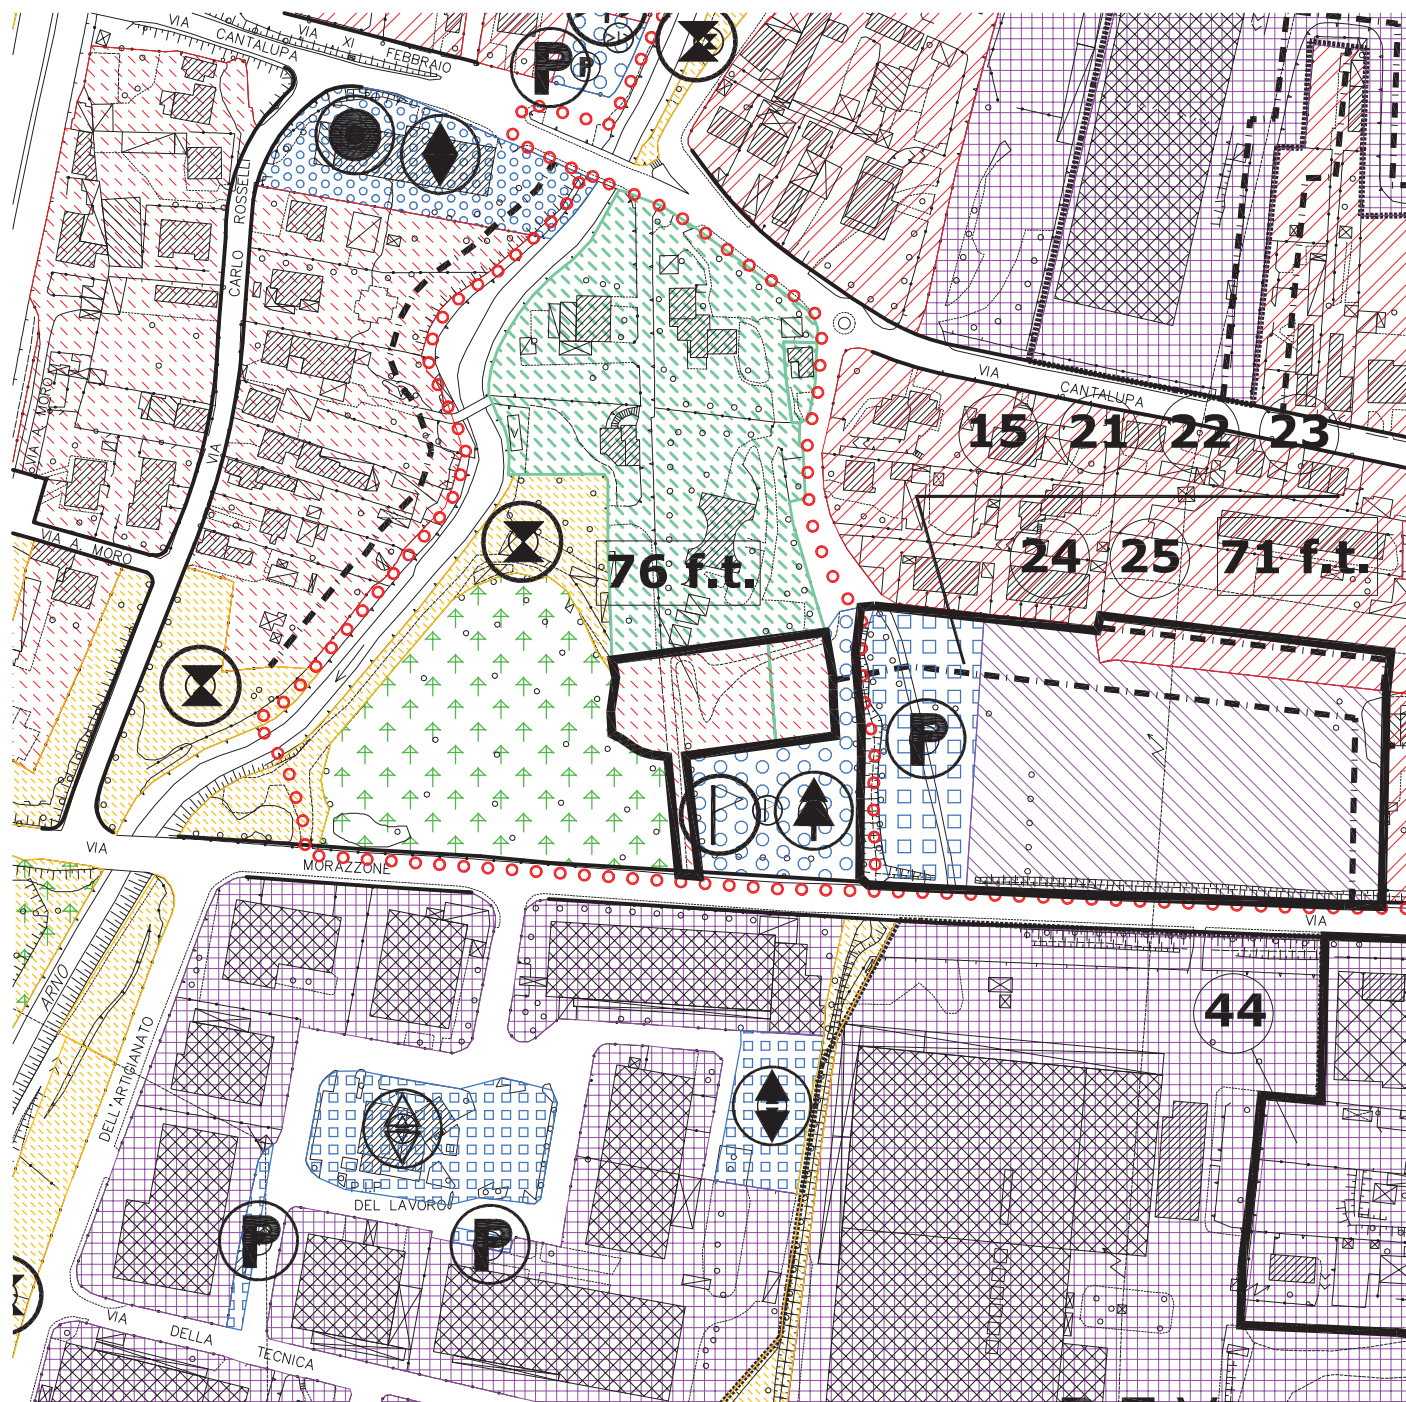 VIA
CANTALUPA
VIA XI FEBBRAIO
P
P
CARLO ROSSELLI
VIA
VIA A. MORO
VIA A. MORO
VIA
CANTALUPA
15 21 22 23
24 25 71 f.t.
76 f.t.
P
VIA
MORAZZONE
VIA
ARNO
DELL'ARTIGIANATO
44
DEL LAVORO
P
P
VIA
DELLA
TECNICA